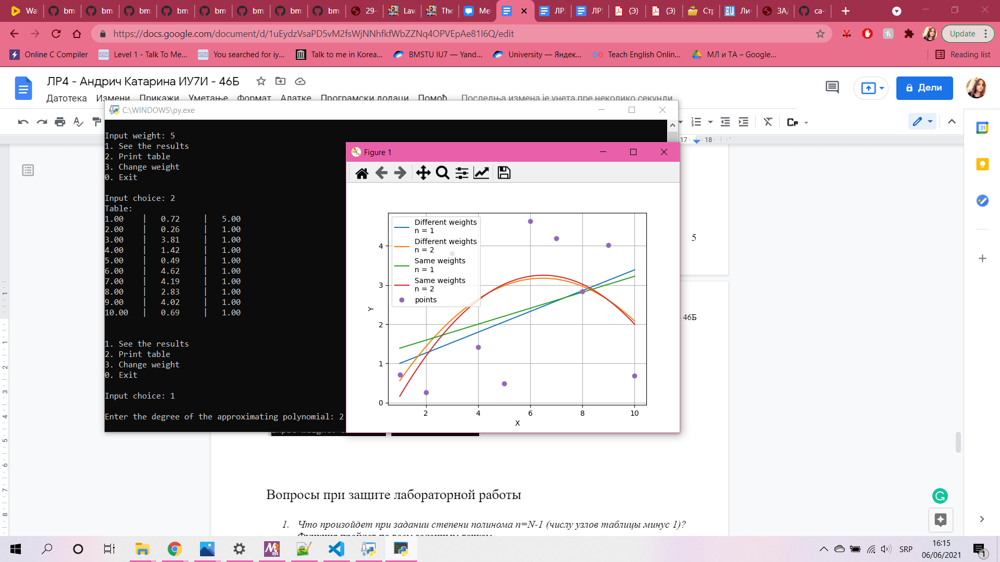 Wa
bm
bm
bm
bm
bm
bm
bm
bm
29-
Law
The
Me
ЛР
ЛР
(Э)
(Э)
Стр
Ли
ЗА
ca-
https://docs.google.com/document/d/1uEydzVsaPD5vM2fsWjNNhfkfWbZZNq4OPVEpAe81I6Q/edit
Update
Online C Compiler
Level 1 - Talk To Me...
You searched for iy...
Talk to me in Korea...
BMSTU IU7 — Yand...
University — Яндек...
Teach English Onlin...
МЛ и ТА – Google...
Reading list
ЛР4 - Андрич Катарина ИУ7И - 46Б
Датотека Измени Прикажи Уметање Формат Алатке Програмски додаци Помоћ Последња измена је унета пре неколико секунди
Дели
C:\WINDOWS\py.exe
17 18
Input weight: 5
1. See the results
2. Print table
3. Change weight
0. Exit
Input choice: 2
Table:
1.00 | 0.72 | 5.00
2.00 | 0.26 | 1.00
3.00 | 3.81 | 1.00
4.00 | 1.42 | 1.00
5.00 | 0.49 | 1.00
6.00 | 4.62 | 1.00
7.00 | 4.19 | 1.00
8.00 | 2.83 | 1.00
9.00 | 4.02 | 1.00
10.00 | 0.69 | 1.00
1. See the results
2. Print table
3. Change weight
0. Exit
Input choice: 1
Enter the degree of the approximating polynomial: 2
Figure 1
Different weights
n = 1
Different weights
n = 2
Same weights
n = 1
Same weights
n = 2
points
4
3
2
1
0
Y
2 4 6 8 10
X
5
46Б
Вопросы при защите лабораторной работы
1. Что произойдет при задании степени полинома n=N-1 (числу узлов таблицы минус 1)?
1
1
2
3
4
5
6
7
8
SRP
16:15
06/06/2021
1